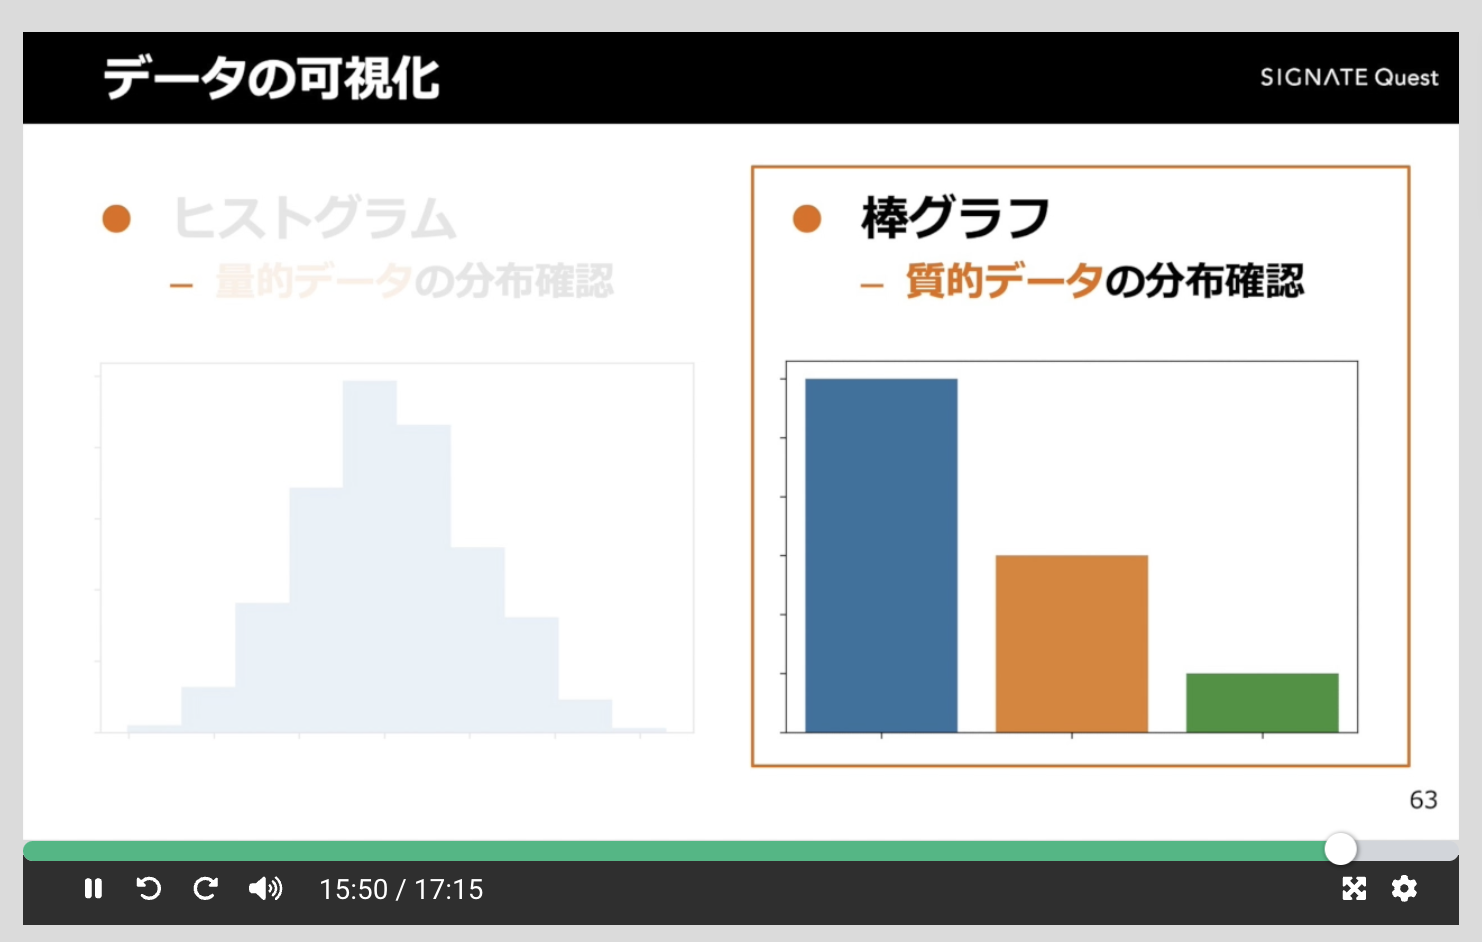 データの可視化
SIGNATE Quest
ヒストグラム
– 量的データの分布確認
棒グラフ
– 質的データの分布確認
63
15:50 / 17:15